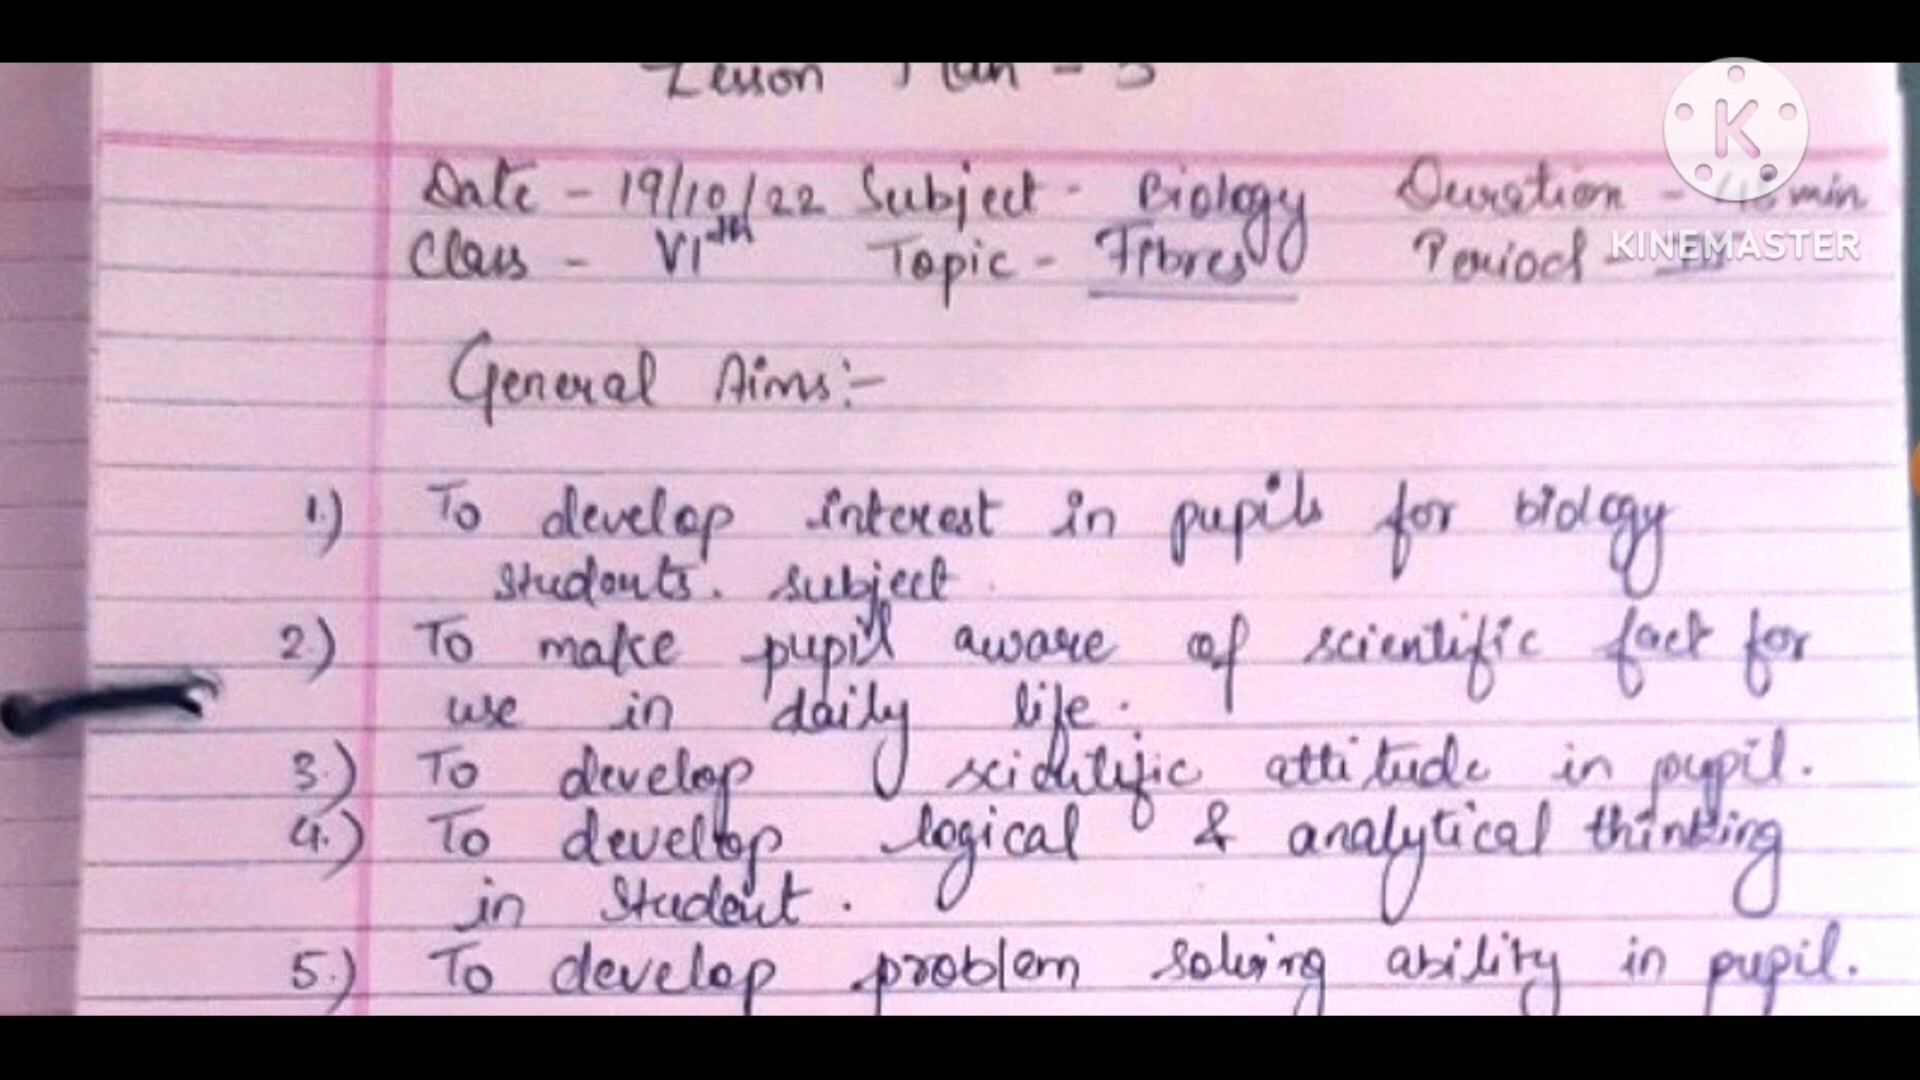 Lesson Plan - 3
Date - 19/10/22 Subject - Biology Duration - min
Class - VIth Topic - Fibres Period -
KINEMASTER
General Aims:-
1.) To develop interest in pupils for biology
students. subject
2.) To make pupil aware of scientific fact for
use in daily life.
3.) To develop scientific attitude in pupil.
4.) To develop logical & analytical thinking
in student.
5.) To develop problem solving ability in pupil.